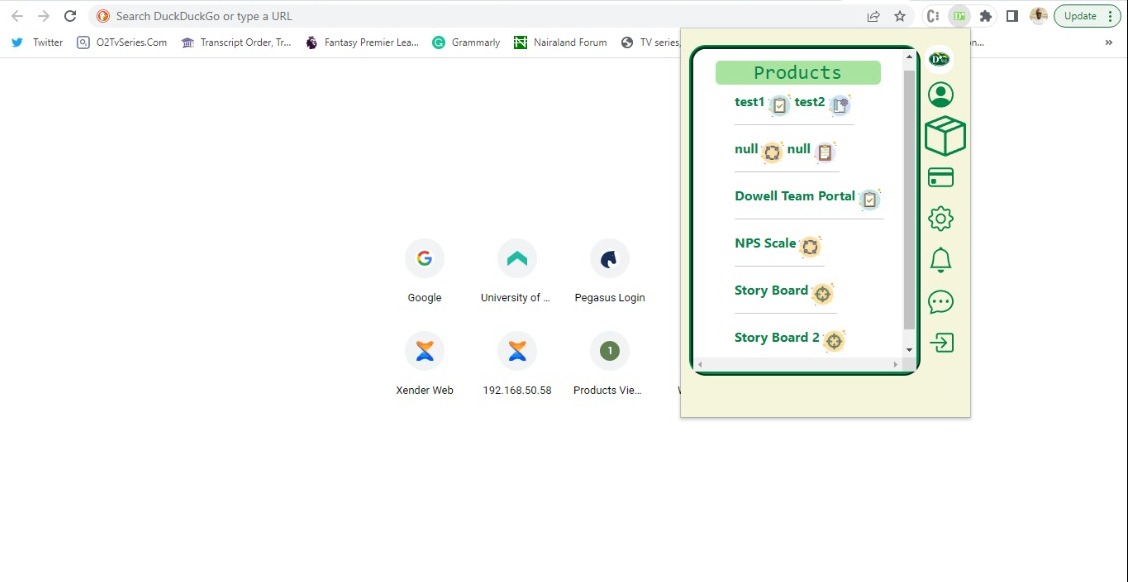 Search DuckDuckGo or type a URL
Update
Twitter
O2TvSeries.Com
Transcript Order, Tr...
Fantasy Premier Lea...
Grammarly
Nairaland Forum
TV series,
n...
»
Products
test1 test2
null null
Dowell Team Portal
NPS Scale
Story Board
Story Board 2
Google
University of ...
Pegasus Login
Xender Web
192.168.50.58
1
Products Vie...